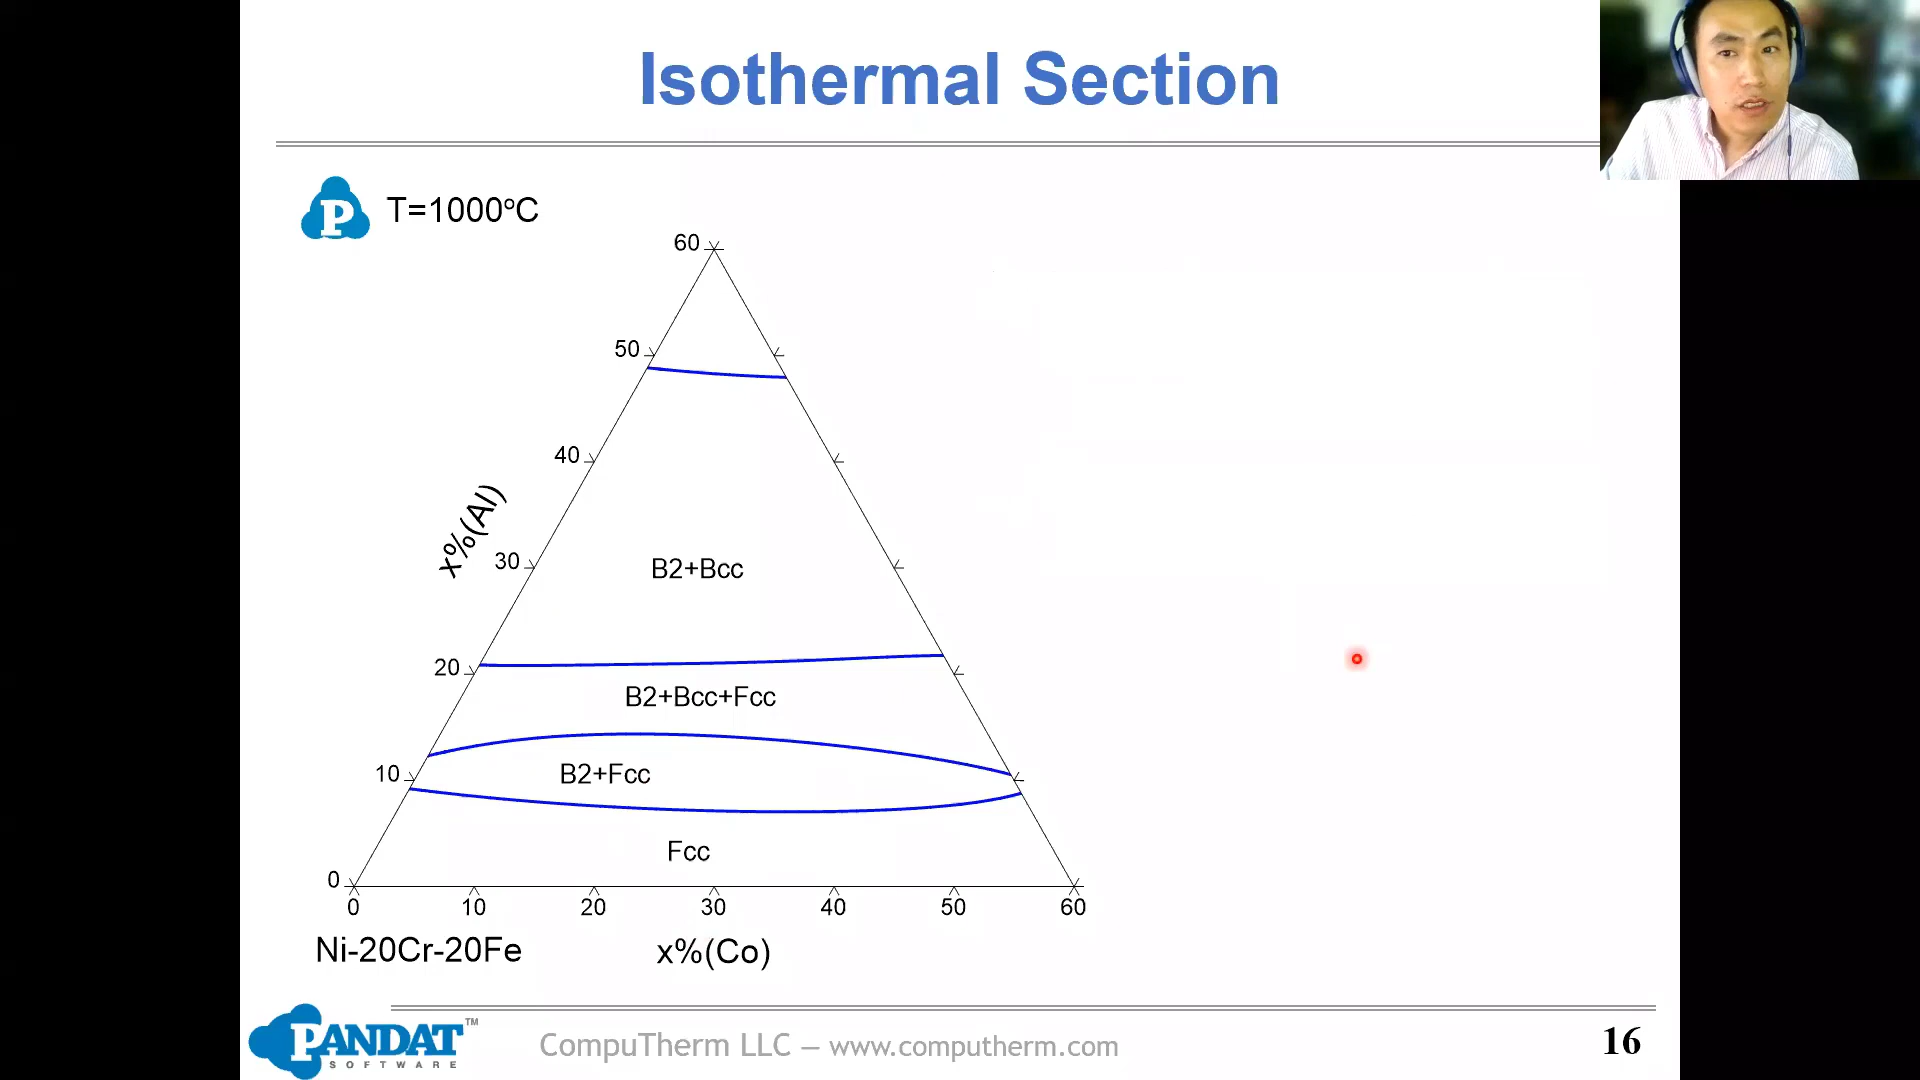 Isothermal Section
P T=1000°C
60
50
40
x%(Al)
30
B2+Bcc
20
B2+Bcc+Fcc
10
B2+Fcc
Fcc
0
0 10 20 30 40 50 60
Ni-20Cr-20Fe x%(Co)
PANDAT™
SOFTWARE
CompuTherm LLC – www.computherm.com
16